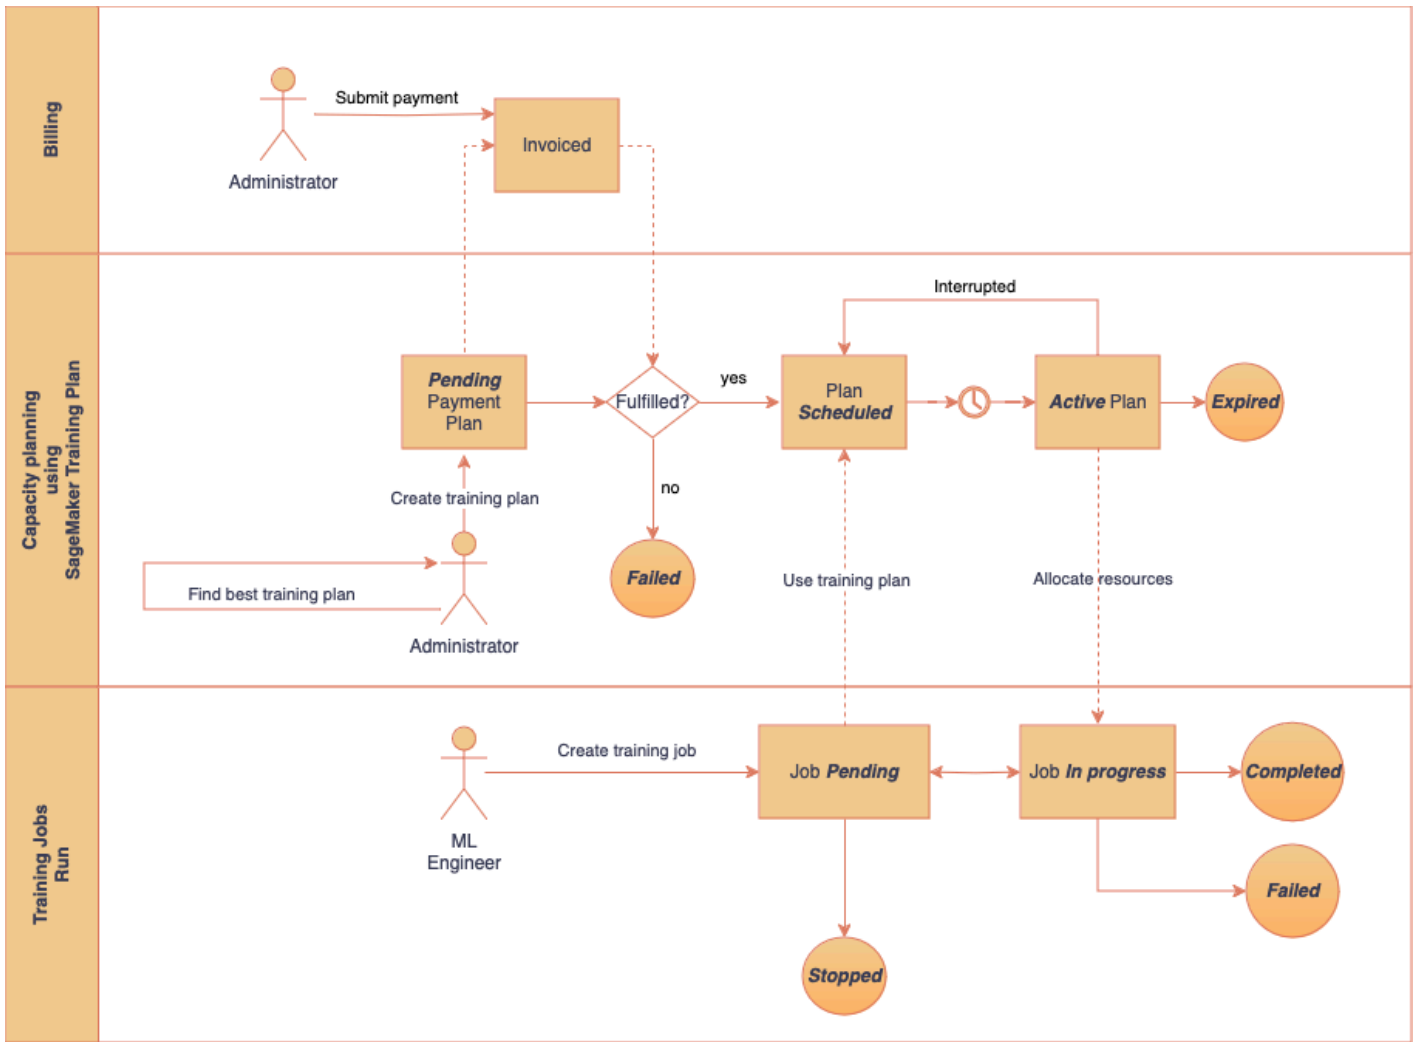 Billing
Submit payment
Administrator
Invoiced
Capacity planning
using
SageMaker Training Plan
Interrupted
Pending
Payment
Plan
Fulfilled?
yes
no
Plan
Scheduled
Active Plan
Expired
Create training plan
Failed
Find best training plan
Administrator
Use training plan
Allocate resources
Training Jobs
Run
ML
Engineer
Create training job
Job Pending
Job In progress
Completed
Failed
Stopped